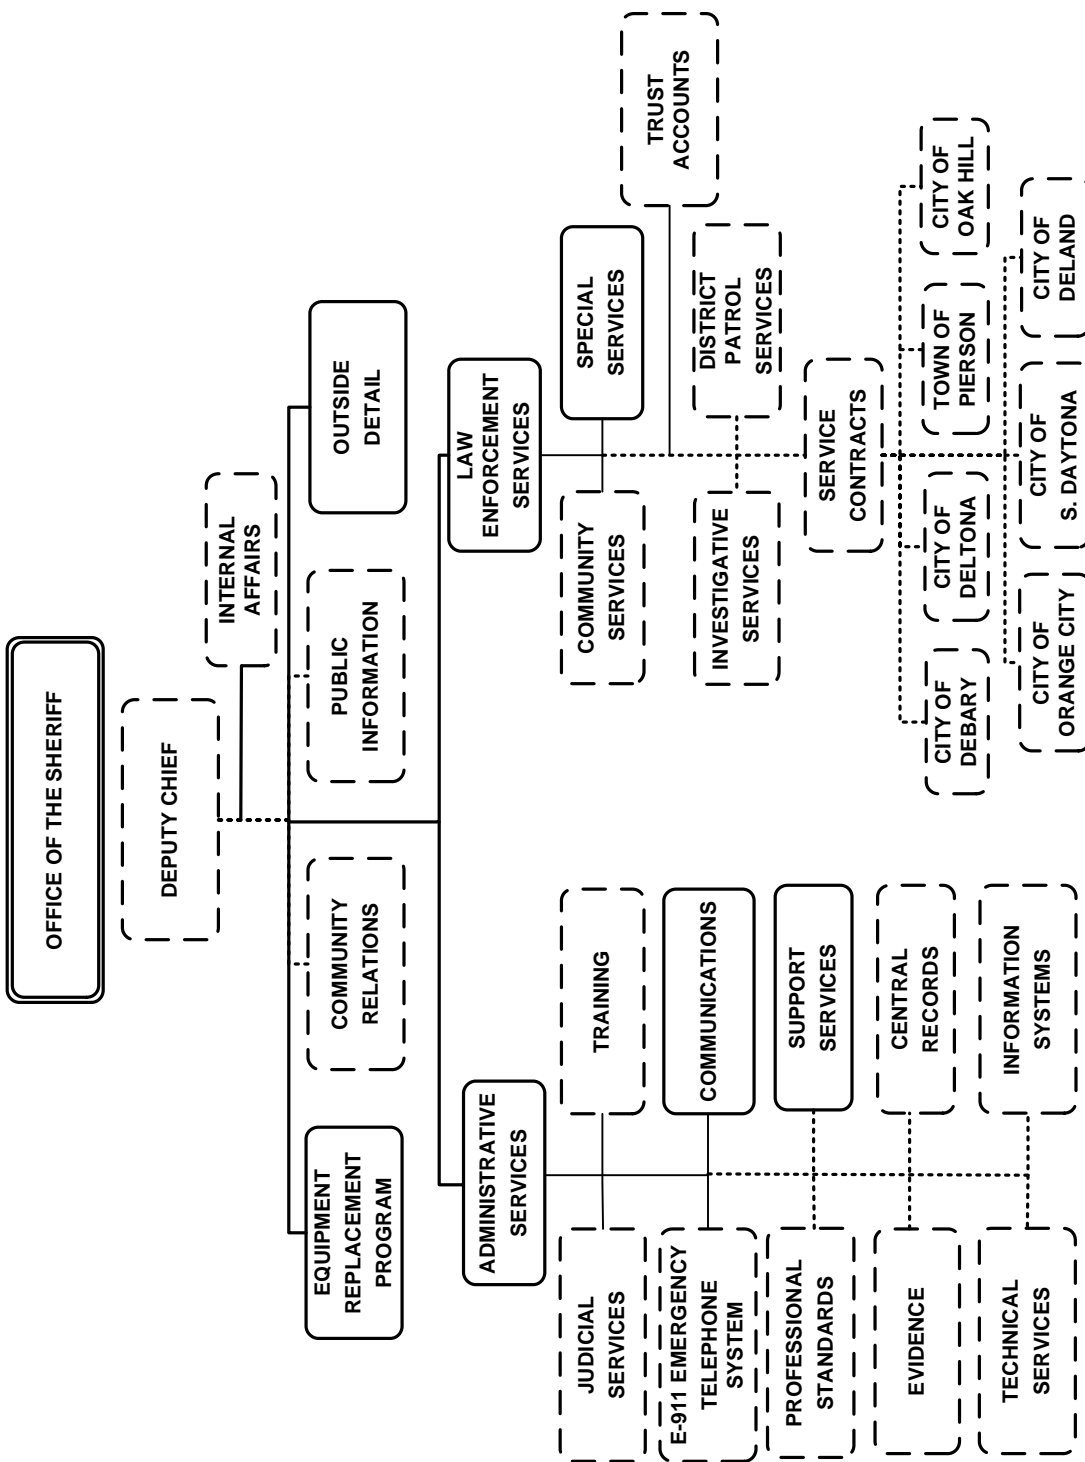 OFFICE OF THE SHERIFF
DEPUTY CHIEF
INTERNAL
AFFAIRS
EQUIPMENT
REPLACEMENT
PROGRAM
COMMUNITY
RELATIONS
PUBLIC
INFORMATION
OUTSIDE
DETAIL
ADMINISTRATIVE
SERVICES
LAW
ENFORCEMENT
SERVICES
JUDICIAL
SERVICES
TRAINING
E-911 EMERGENCY
TELEPHONE
SYSTEM
COMMUNICATIONS
PROFESSIONAL
STANDARDS
SUPPORT
SERVICES
EVIDENCE
CENTRAL
RECORDS
TECHNICAL
SERVICES
INFORMATION
SYSTEMS
COMMUNITY
SERVICES
SPECIAL
SERVICES
TRUST
ACCOUNTS
INVESTIGATIVE
SERVICES
DISTRICT
PATROL
SERVICES
SERVICE
CONTRACTS
CITY OF
DEBARY
CITY OF
DELTONA
TOWN OF
PIERSON
CITY OF
OAK HILL
CITY OF
ORANGE CITY
CITY OF
S. DAYTONA
CITY OF
DELAND